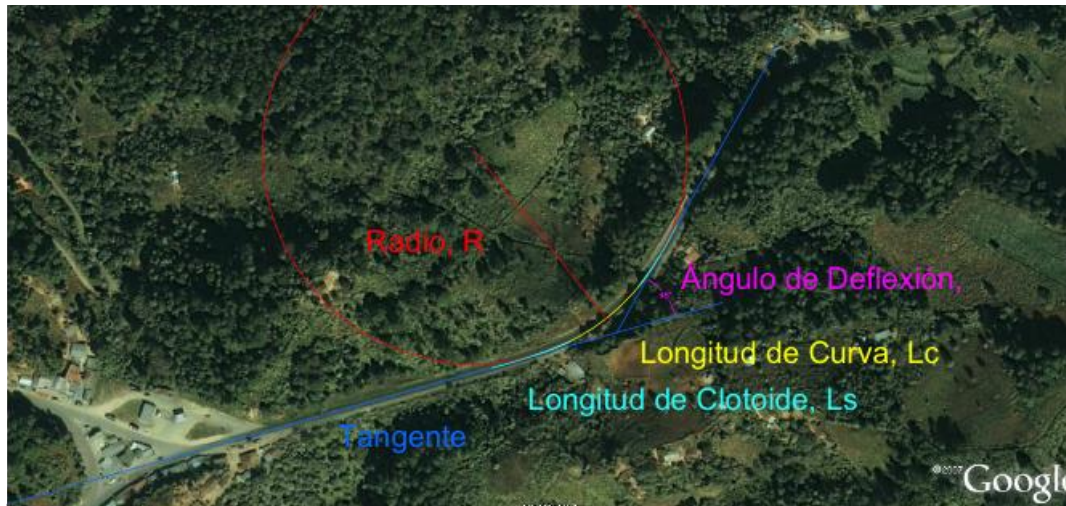 Radio, R
Ángulo de Deflexión,
Longitud de Curva, Lc
Longitud de Clotoide, Ls
Tangente
©2007 Google